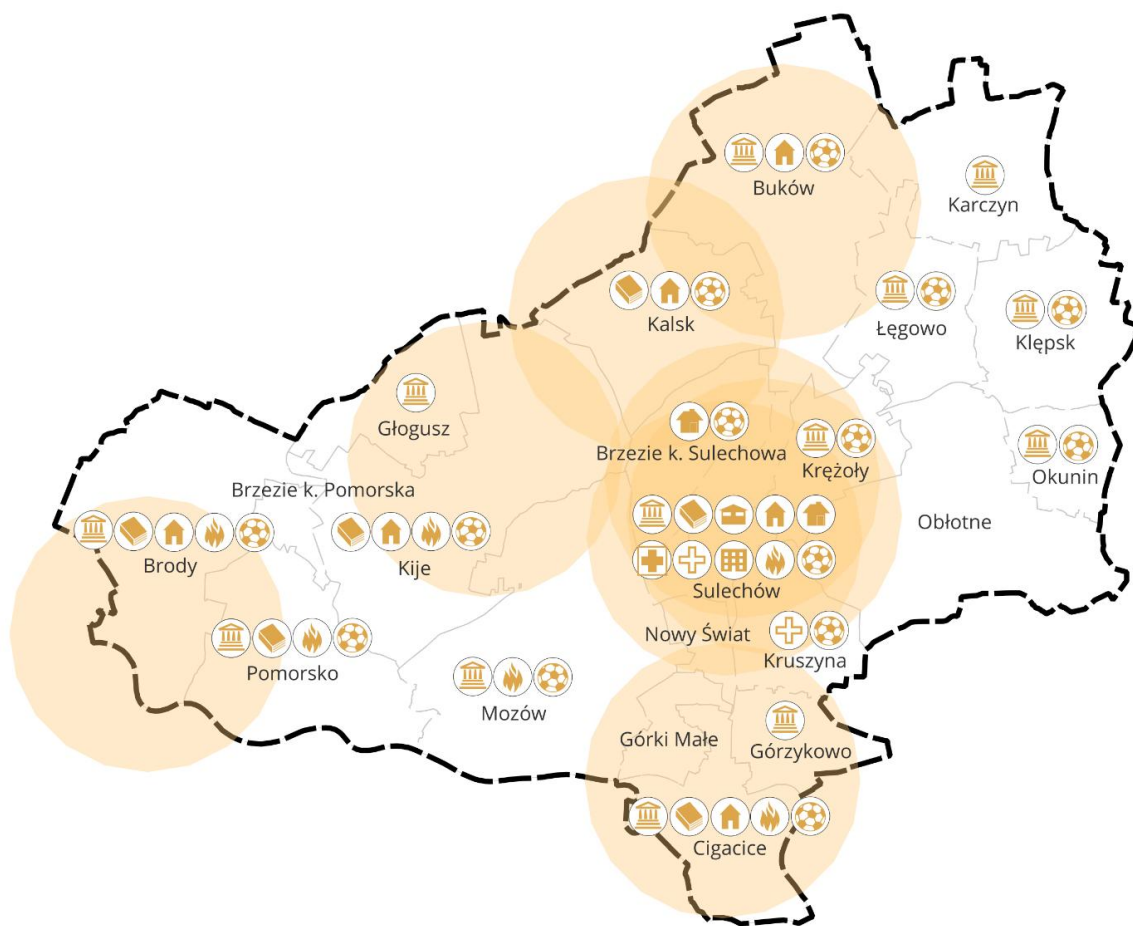 Buków
Karczyn
Kalsk
Łęgowo
Klępsk
Głogusz
Brzezie k. Sulechowa
Krężoły
Okunin
Brzezie k. Pomorska
Obłotne
Brody
Kije
Sulechów
Nowy Świat
Kruszyna
Pomorsko
Mozów
Górki Małe
Górzykowo
Cigacice